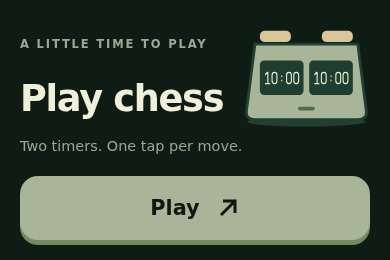 A LITTLE TIME TO PLAY
10:00 10:00
Play chess
Two timers. One tap per move.
Play